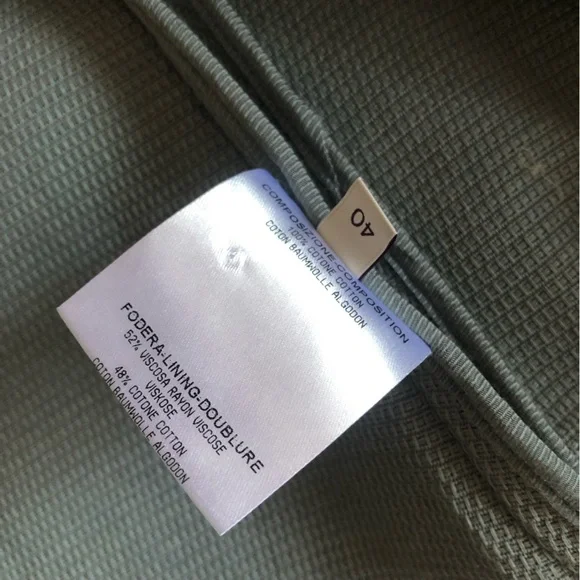 COMPOSIZIONE-COMPOSITION
100% COTONE COTTON
COTON BAUMWOLLE ALGODON
FODERA-LINING-DOUBLURE
52% VISCOSA RAYON VISCOSE
VISKOSE
48% COTONE COTTON
COTON BAUMWOLLE ALGODON
40